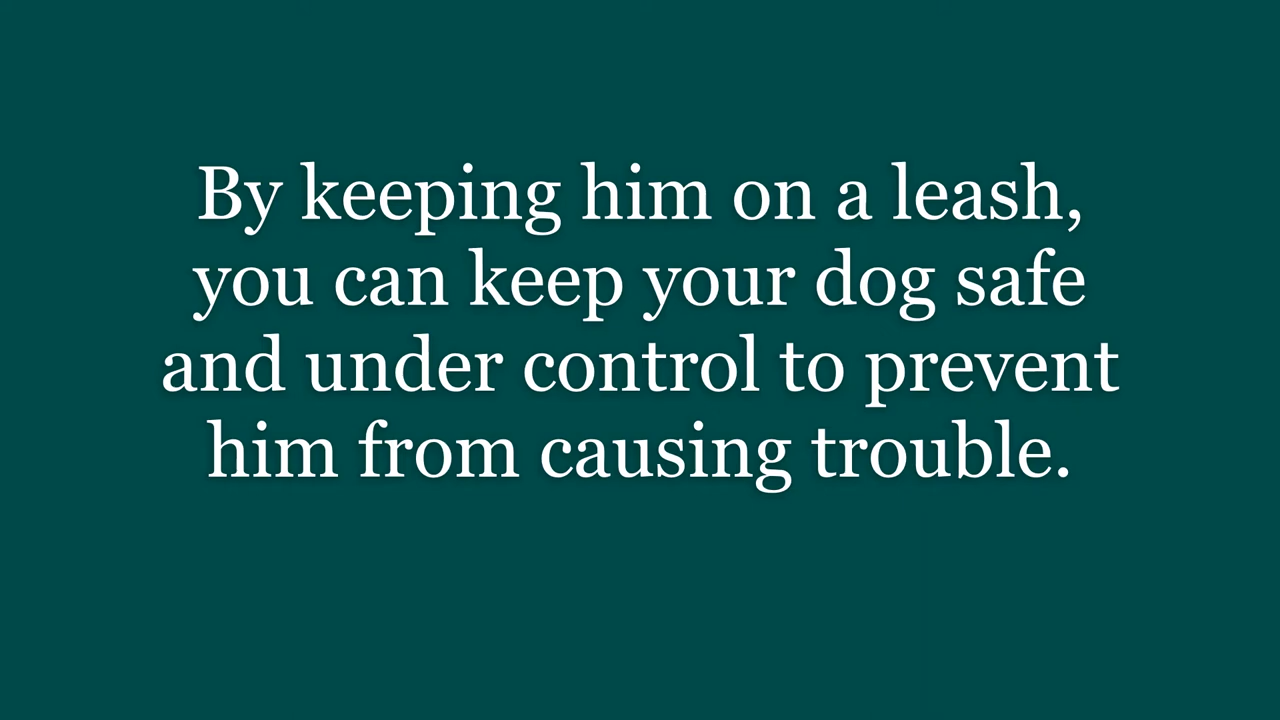 By keeping him on a leash,
you can keep your dog safe
and under control to prevent
him from causing trouble.